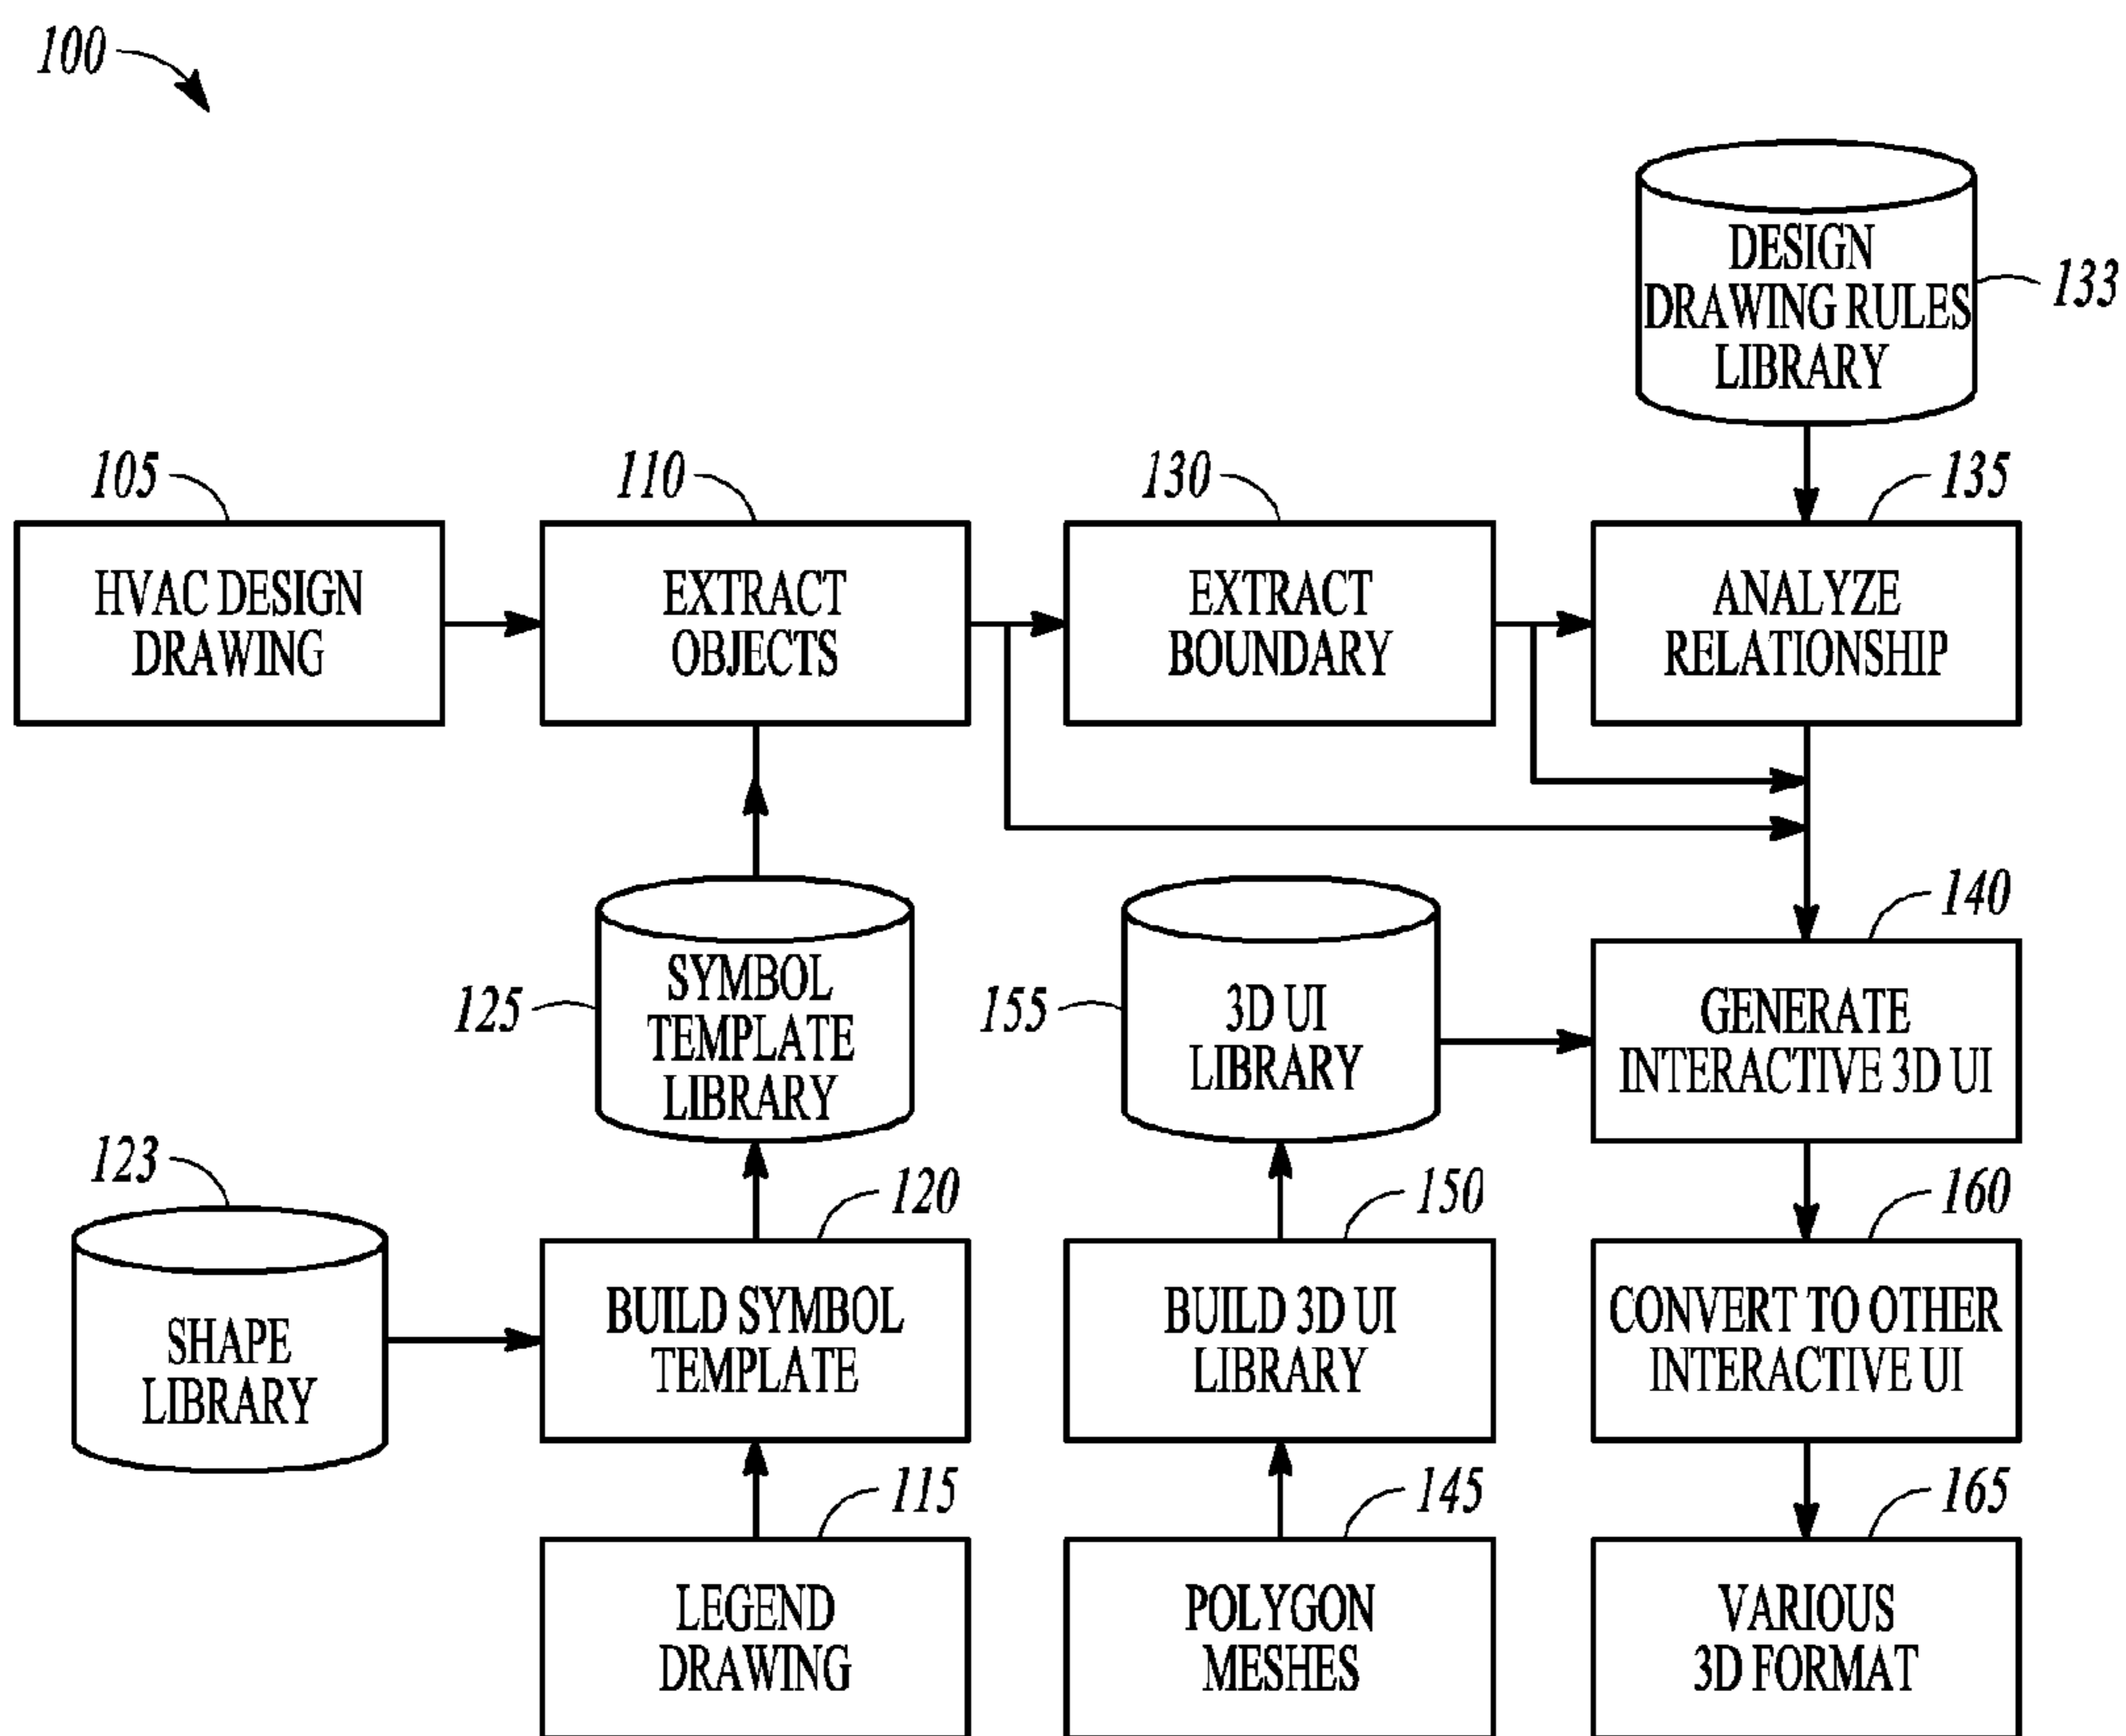 100
DESIGN
DRAWING RULES
LIBRARY
133
105
110
130
135
HVAC DESIGN
DRAWING
EXTRACT
OBJECTS
EXTRACT
BOUNDARY
ANALYZE
RELATIONSHIP
125
SYMBOL
TEMPLATE
LIBRARY
155
3D UI
LIBRARY
140
GENERATE
INTERACTIVE 3D UI
123
SHAPE
LIBRARY
120
BUILD SYMBOL
TEMPLATE
150
BUILD 3D UI
LIBRARY
160
CONVERT TO OTHER
INTERACTIVE UI
115
LEGEND
DRAWING
145
POLYGON
MESHES
165
VARIOUS
3D FORMAT